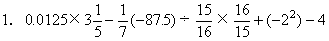 1. 0.0125× 3 1/5 − 1/7 (−87.5) ÷ 15/16 × 16/15 + (−2²) − 4